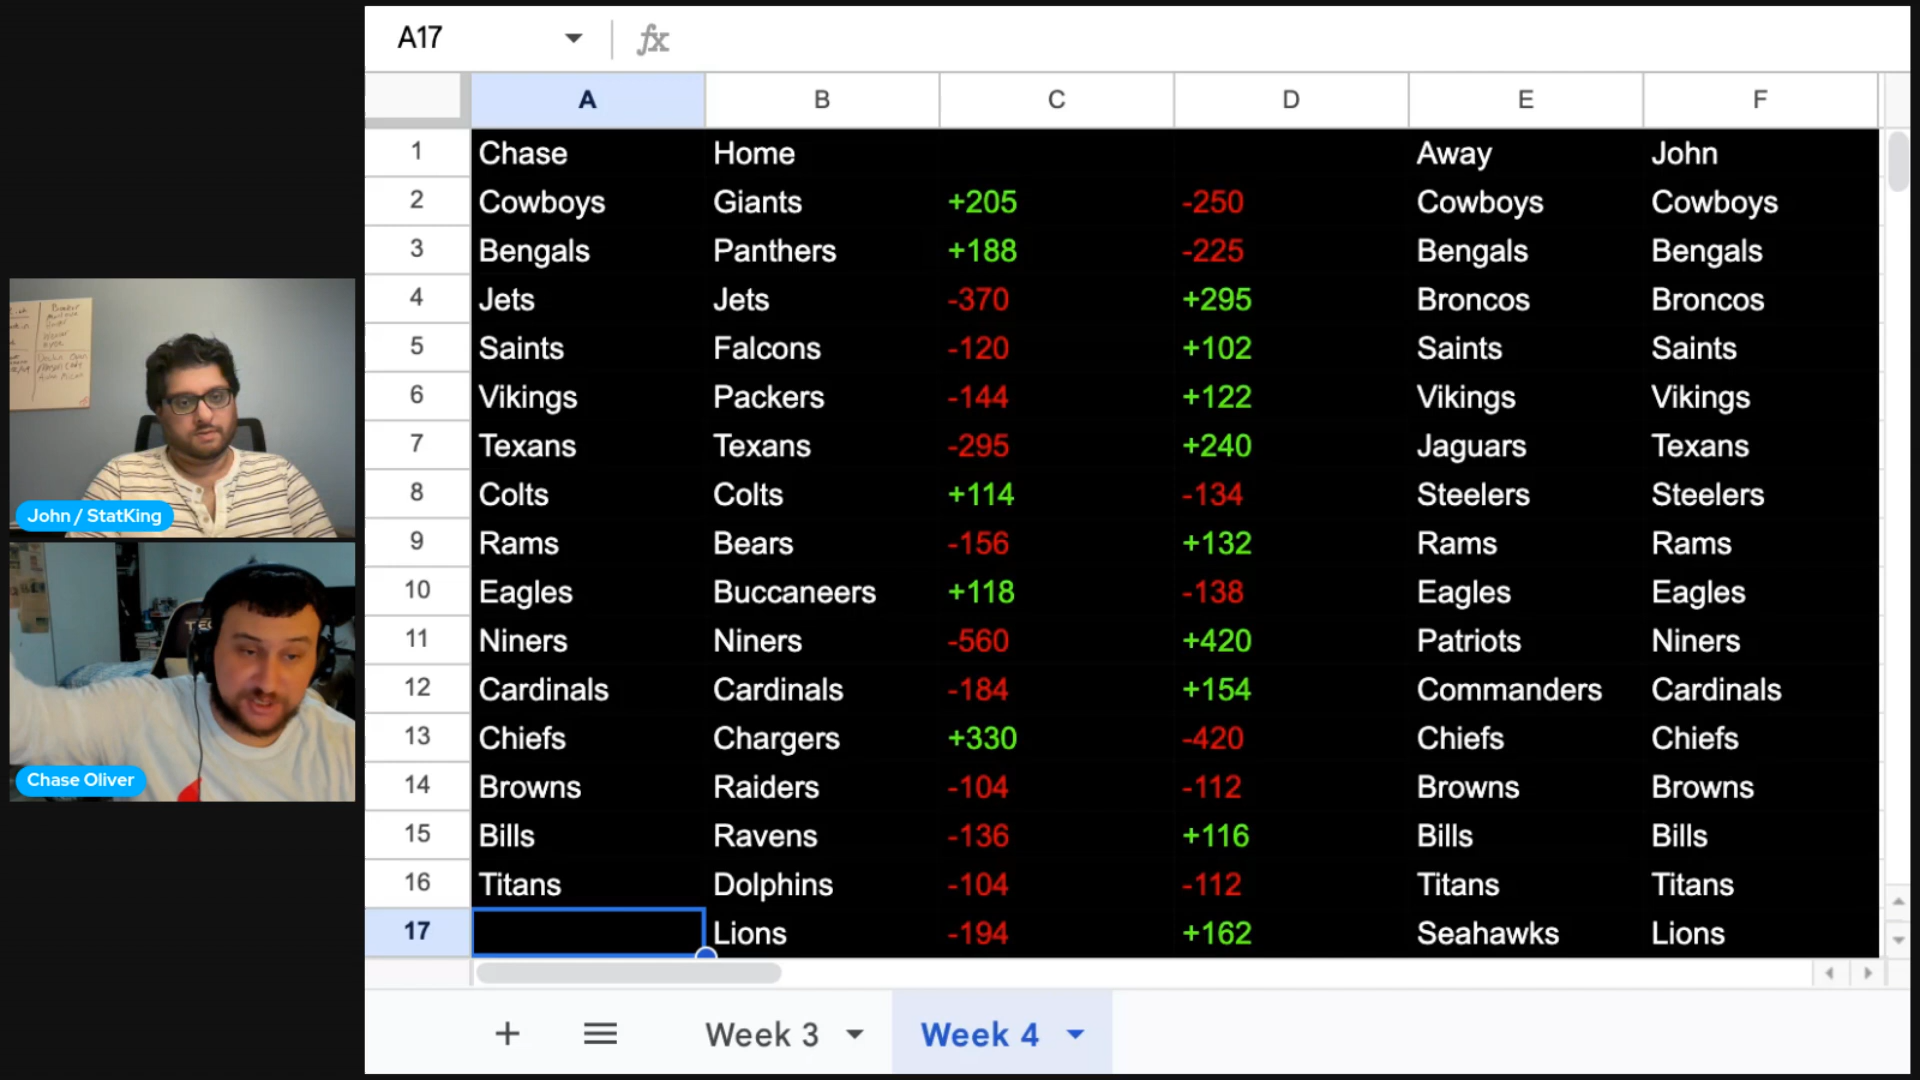 A17
A B C D E F
1 Chase Home Away John
2 Cowboys Giants +205 -250 Cowboys Cowboys
3 Bengals Panthers +188 -225 Bengals Bengals
4 Jets Jets -370 +295 Broncos Broncos
5 Saints Falcons -120 +102 Saints Saints
6 Vikings Packers -144 +122 Vikings Vikings
7 Texans Texans -295 +240 Jaguars Texans
8 Colts Colts +114 -134 Steelers Steelers
9 Rams Bears -156 +132 Rams Rams
10 Eagles Buccaneers +118 -138 Eagles Eagles
11 Niners Niners -560 +420 Patriots Niners
12 Cardinals Cardinals -184 +154 Commanders Cardinals
13 Chiefs Chargers +330 -420 Chiefs Chiefs
14 Browns Raiders -104 -112 Browns Browns
15 Bills Ravens -136 +116 Bills Bills
16 Titans Dolphins -104 -112 Titans Titans
17 Lions -194 +162 Seahawks Lions
Week 3 Week 4
John / StatKing
Chase Oliver